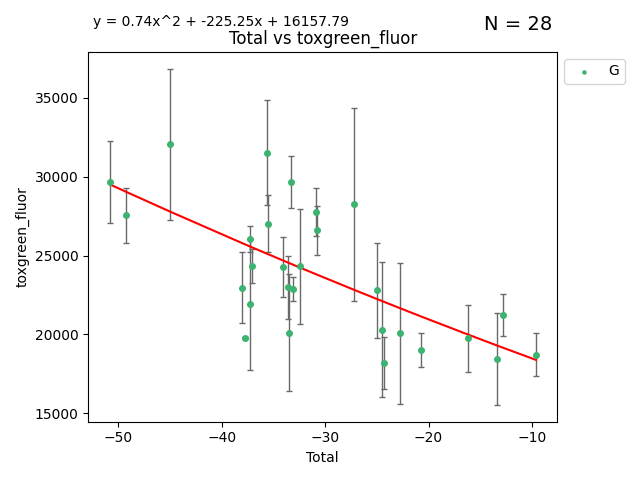 y = 0.74x^2 + -225.25x + 16157.79
N = 28
Total vs toxgreen_fluor
G
35000
30000
25000
20000
15000
toxgreen_fluor
−50
−40
−30
−20
−10
Total